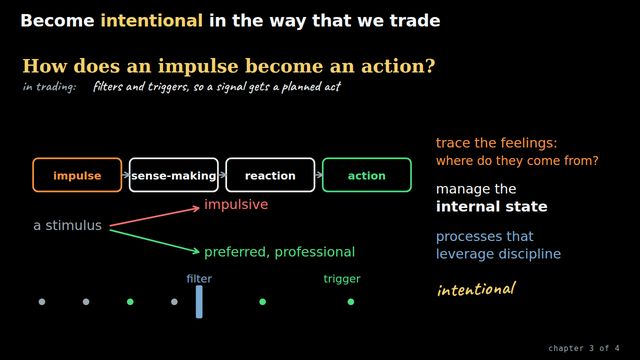 Become intentional in the way that we trade
How does an impulse become an action?
in trading: filters and triggers, so a signal gets a planned act
impulse
sense-making
reaction
action
a stimulus
impulsive
preferred, professional
filter
trigger
trace the feelings:
where do they come from?
manage the
internal state
processes that
leverage discipline
intentional
chapter 3 of 4